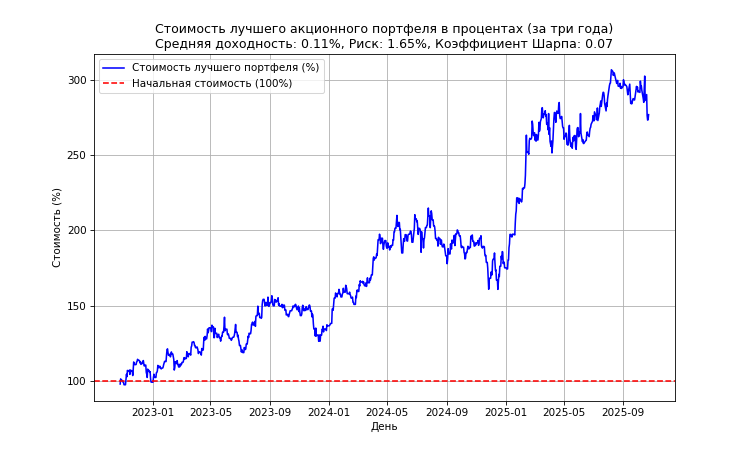 Стоимость лучшего акционного портфеля в процентах (за три года)
Средняя доходность: 0.11%, Риск: 1.65%, Коэффициент Шарпа: 0.07
Стоимость лучшего портфеля (%)
Начальная стоимость (100%)
Стоимость (%)
300
250
200
150
100
2023-01 2023-05 2023-09 2024-01 2024-05 2024-09 2025-01 2025-05 2025-09
День